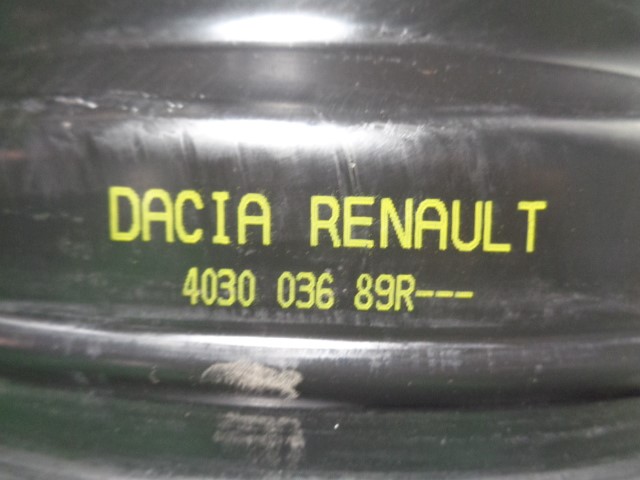 DACIA RENAULT
4030 036 89R---